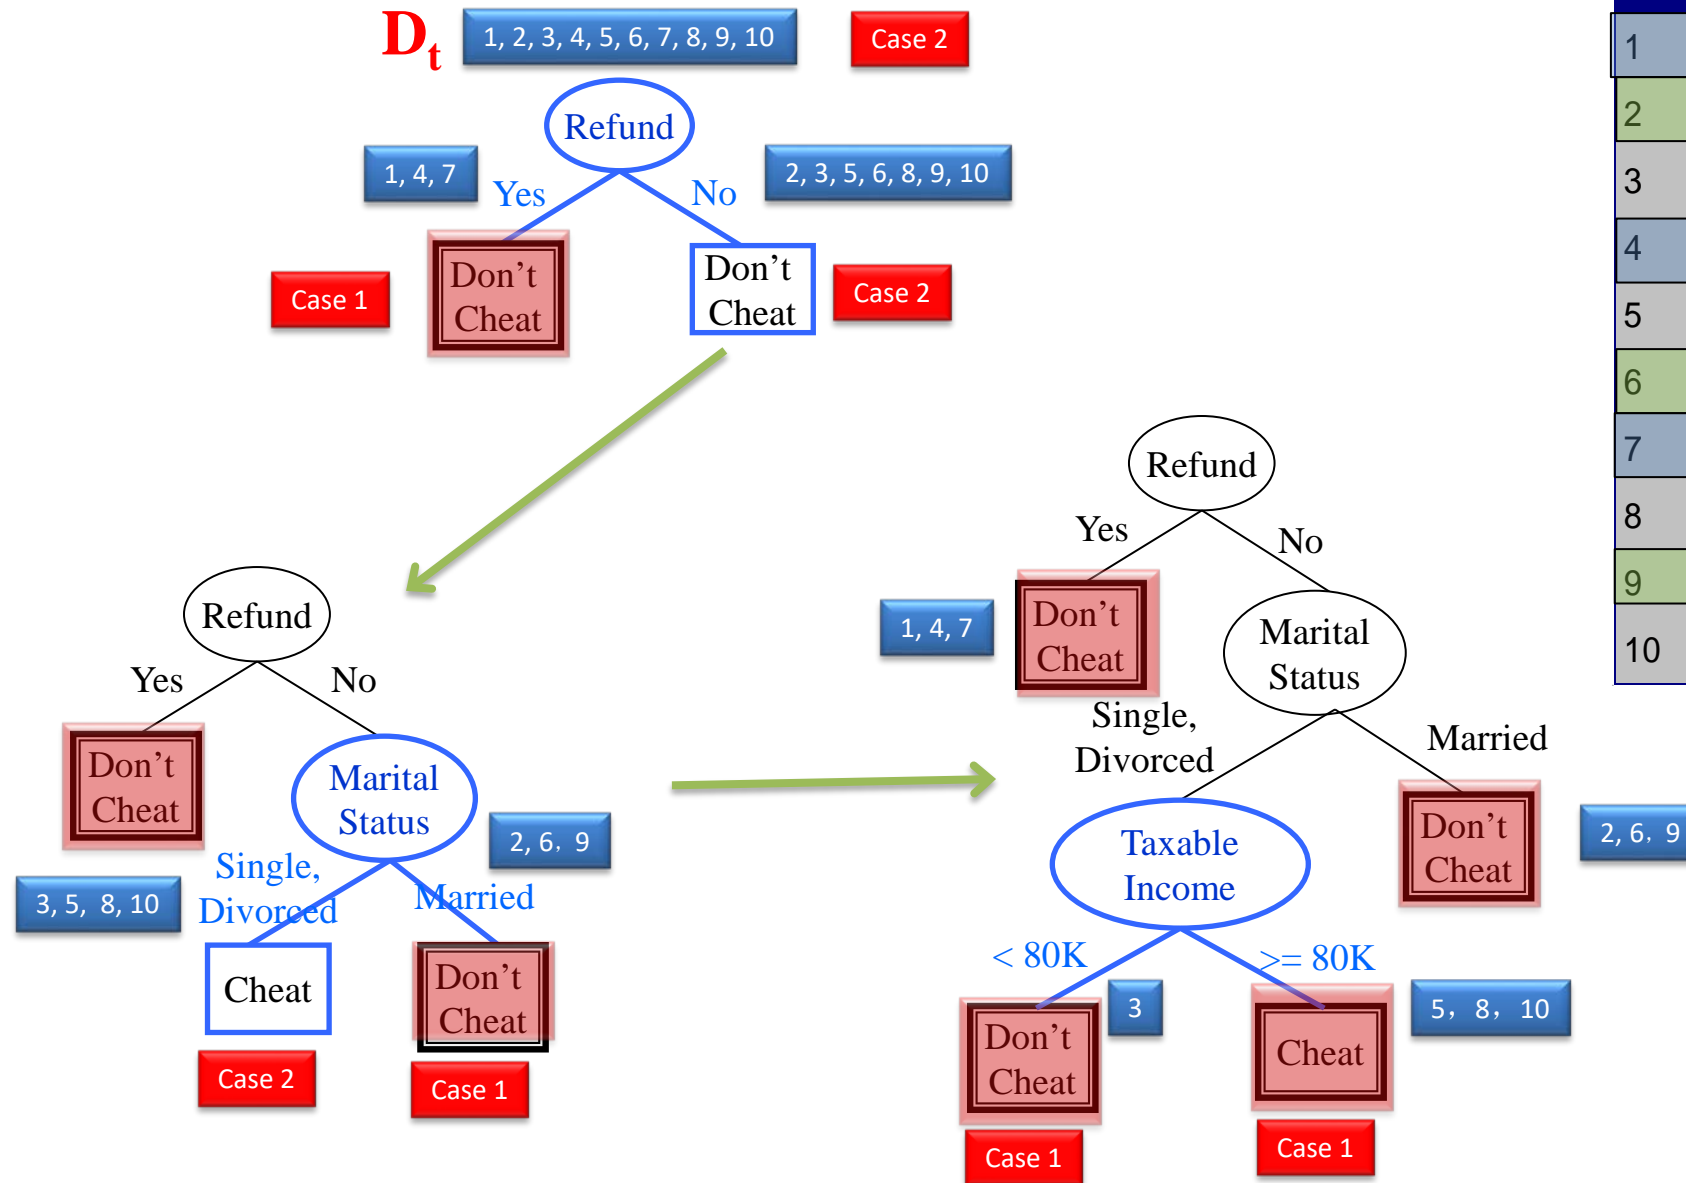 D_t
1, 2, 3, 4, 5, 6, 7, 8, 9, 10
Case 2
Refund
1, 4, 7
Yes
No
2, 3, 5, 6, 8, 9, 10
Case 1
Don't
Cheat
Don't
Cheat
Case 2
Refund
Yes
No
Don't
Cheat
Marital
Status
2, 6, 9
3, 5, 8, 10
Single,
Divorced
Married
Cheat
Don't
Cheat
Case 2
Case 1
Refund
Yes
No
1, 4, 7
Don't
Cheat
Marital
Status
Single,
Divorced
Married
Taxable
Income
Don't
Cheat
2, 6, 9
< 80K
>= 80K
3
5, 8, 10
Don't
Cheat
Cheat
Case 1
Case 1
1
2
3
4
5
6
7
8
9
10